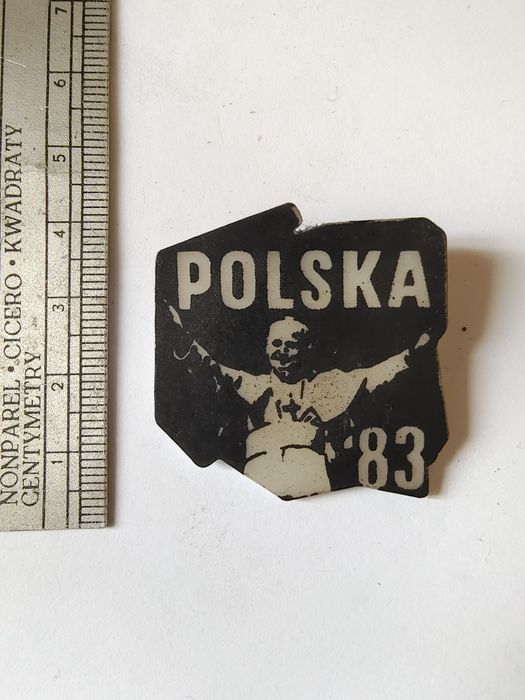 POLSKA
'83
NONPAREL • CICERO • KWADRATY
CENTYMETRY
7
6
5
4
3
2
1